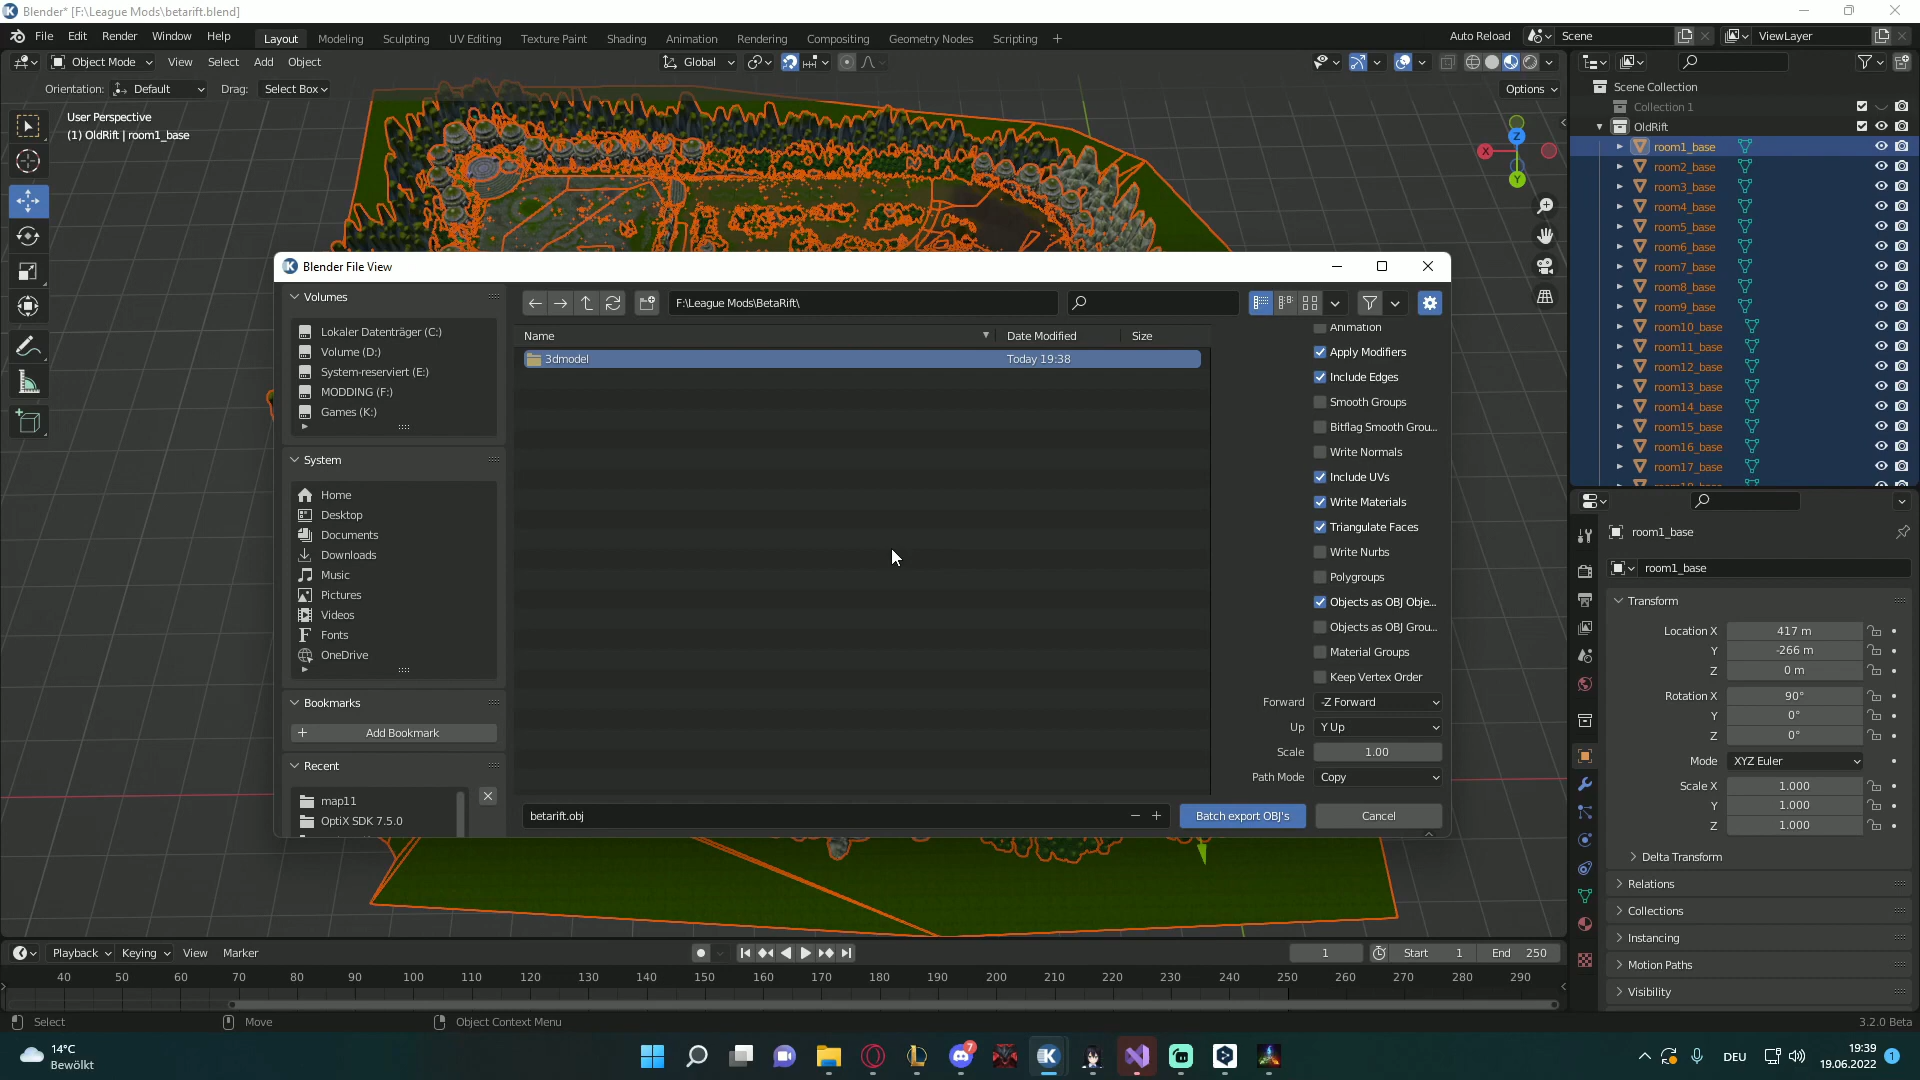 Blender* [F:\League Mods\betarift.blend]
File Edit Render Window Help Layout Modeling Sculpting UV Editing Texture Paint Shading Animation Rendering Compositing Geometry Nodes Scripting + Auto Reload Scene ViewLayer
Object Mode View Select Add Object Global
Orientation: Default Drag: Select Box Options
User Perspective
(1) OldRift | room1_base
X Y Z
Scene Collection
Collection 1
OldRift
room1_base
room2_base
room3_base
room4_base
room5_base
room6_base
room7_base
room8_base
room9_base
room10_base
room11_base
room12_base
room13_base
room14_base
room15_base
room16_base
room17_base
Blender File View
Volumes
Lokaler Datenträger (C:)
Volume (D:)
System-reserviert (E:)
MODDING (F:)
Games (K:)
System
Home
Desktop
Documents
Downloads
Music
Pictures
Videos
Fonts
OneDrive
Bookmarks
Add Bookmark
Recent
map11
OptiX SDK 7.5.0
F:\League Mods\BetaRift\
Name Date Modified Size
3dmodel Today 19:38
Animation
Apply Modifiers
Include Edges
Smooth Groups
Bitflag Smooth Grou...
Write Normals
Include UVs
Write Materials
Triangulate Faces
Write Nurbs
Polygroups
Objects as OBJ Obje...
Objects as OBJ Grou...
Material Groups
Keep Vertex Order
Forward -Z Forward
Up Y Up
Scale 1.00
Path Mode Copy
betarift.obj
Batch export OBJ's Cancel
room1_base
room1_base
Transform
Location X 417 m
Y -266 m
Z 0 m
Rotation X 90°
Y 0°
Z 0°
Mode XYZ Euler
Scale X 1.000
Y 1.000
Z 1.000
Delta Transform
Relations
Collections
Instancing
Motion Paths
Visibility
Playback Keying View Marker 1 Start 1 End 250
40 50 60 70 80 90 100 110 120 130 140 150 160 170 180 190 200 210 220 230 240 250 260 270 280 290
Select Move Object Context Menu 3.2.0 Beta
14°C
Bewölkt
7
DEU
19:39
19.06.2022
1